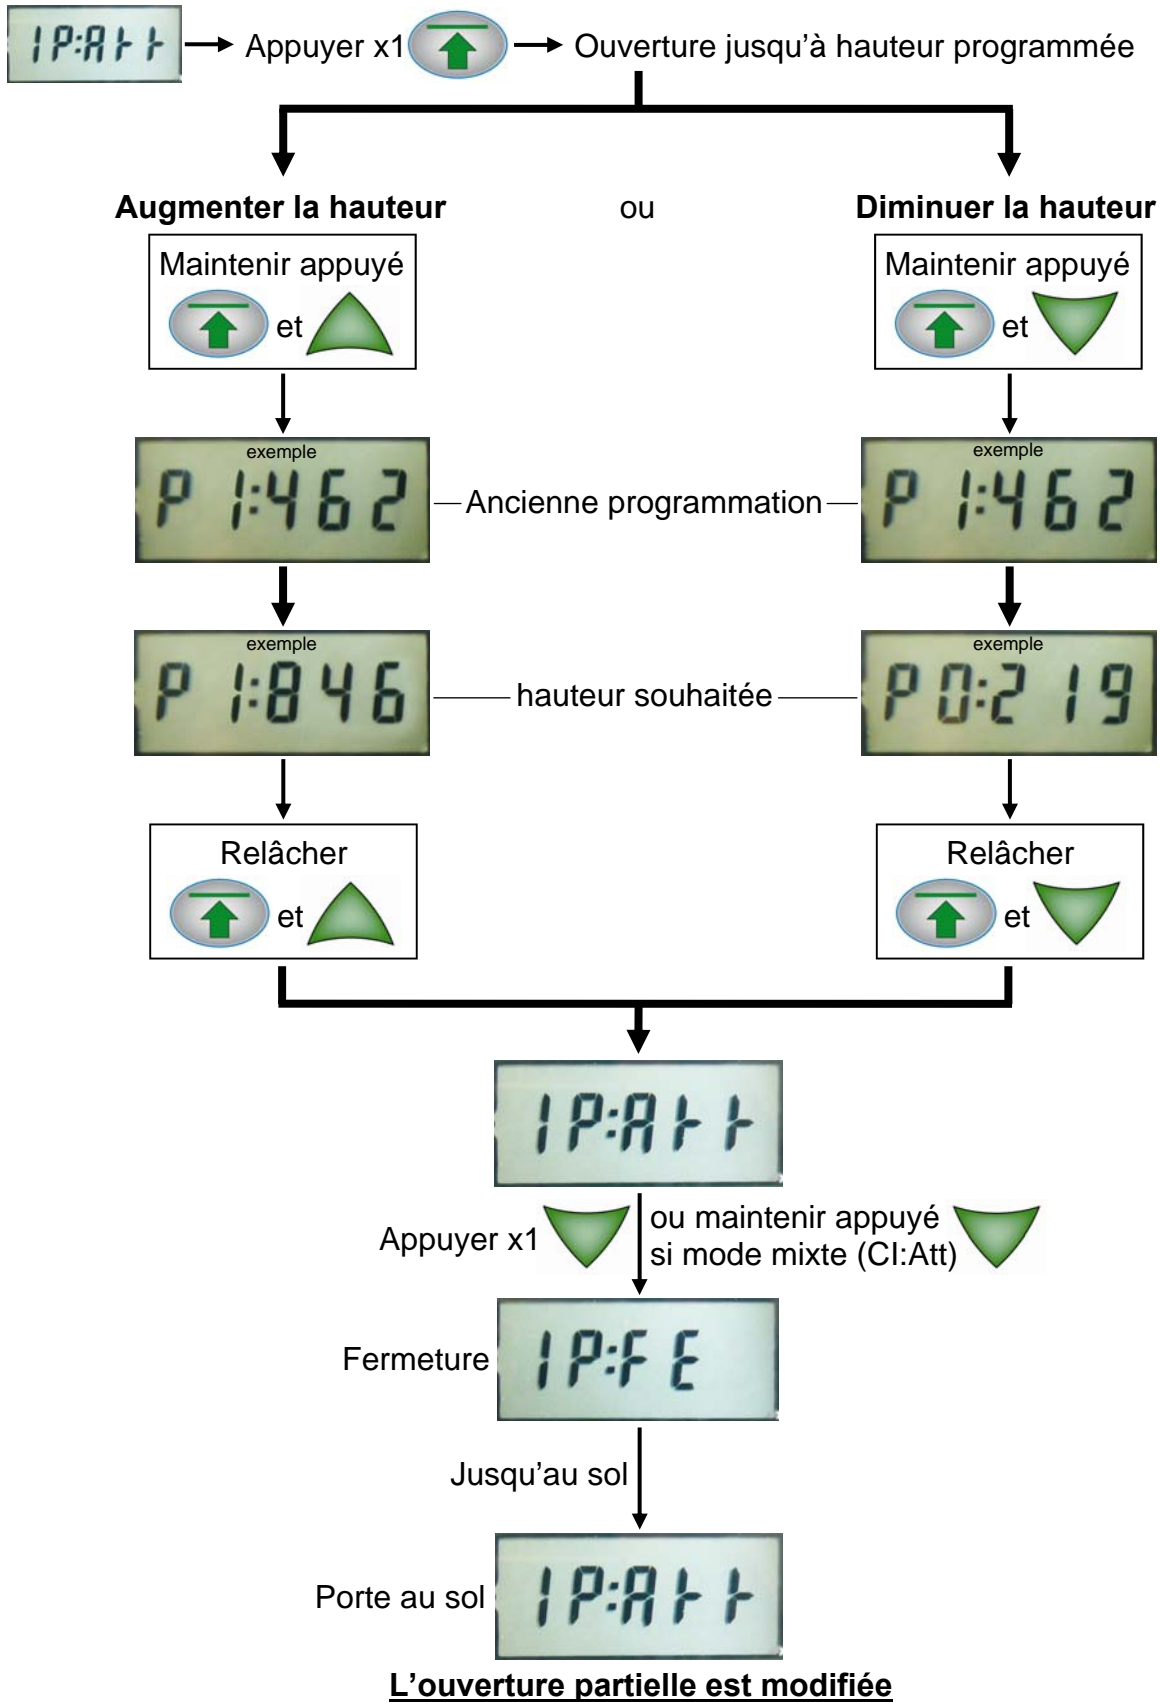 IP:Att
Appuyer x1
Ouverture jusqu'à hauteur programmée
Augmenter la hauteur
ou
Diminuer la hauteur
Maintenir appuyé
et
Maintenir appuyé
et
exemple
P 1:462
Ancienne programmation
exemple
P 1:462
exemple
P 1:846
hauteur souhaitée
exemple
P0:219
Relâcher
et
Relâcher
et
IP:Att
Appuyer x1
ou maintenir appuyé
si mode mixte (CI:Att)
Fermeture
IP:FE
Jusqu'au sol
Porte au sol
IP:Att
L'ouverture partielle est modifiée